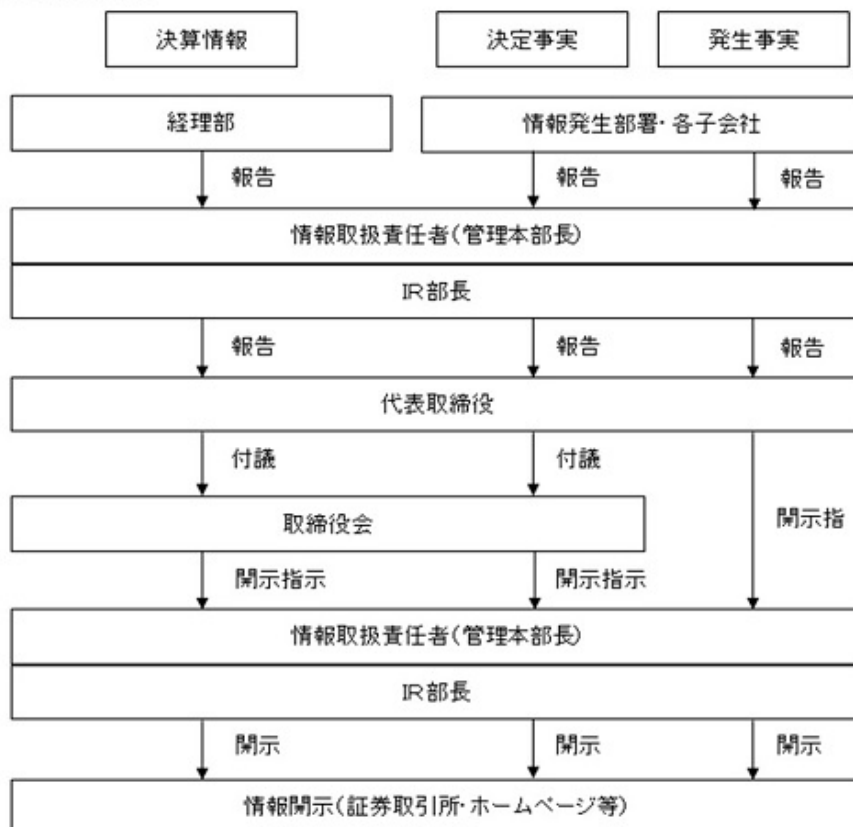 決算情報 決定事実 発生事実
経理部 情報発生部署・各子会社
報告 報告 報告
情報取扱責任者(管理本部長)
IR部長
報告 報告 報告
代表取締役
付議 付議
取締役会 開示指
開示指示 開示指示
情報取扱責任者(管理本部長)
IR部長
開示 開示 開示
情報開示(証券取引所・ホームページ等)